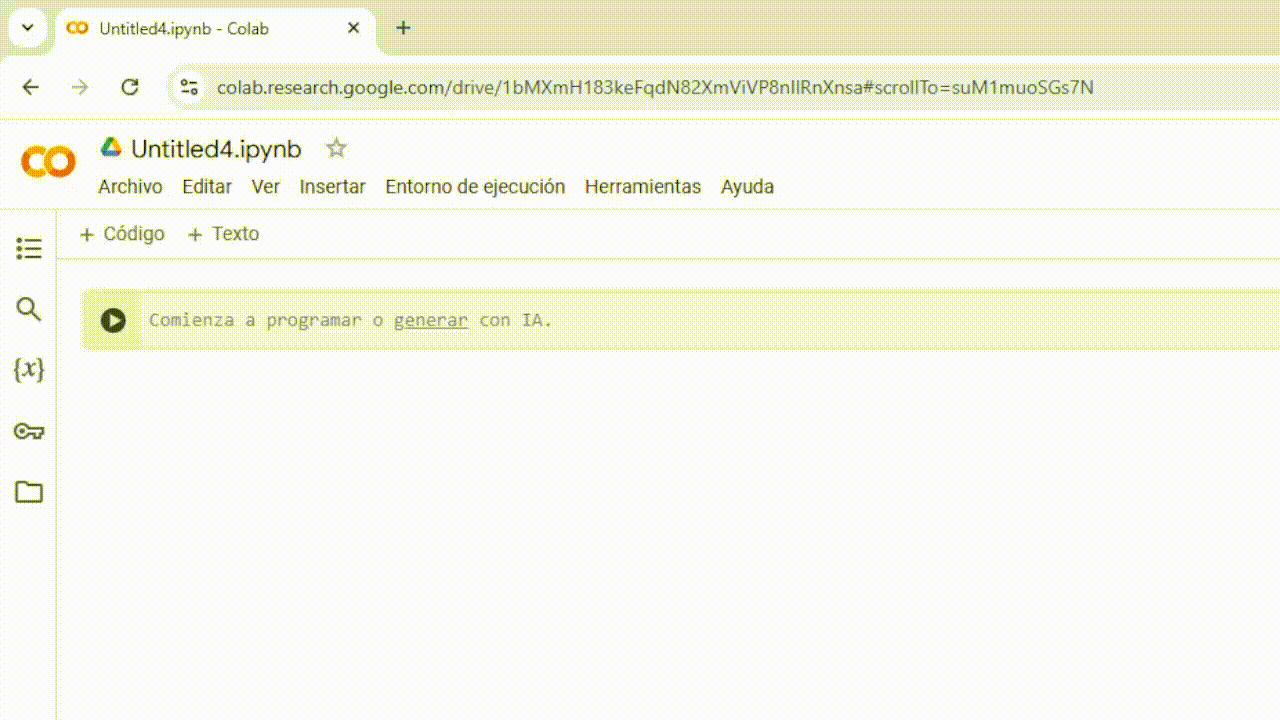 Untitled4.ipynb - Colab
colab.research.google.com/drive/1bMXmH183keFqdN82XmViVP8nIlRnXnsa#scrollTo=suM1muoSGs7N
Untitled4.ipynb
Archivo Editar Ver Insertar Entorno de ejecución Herramientas Ayuda
+ Código + Texto
Comienza a programar o generar con IA.
{x}